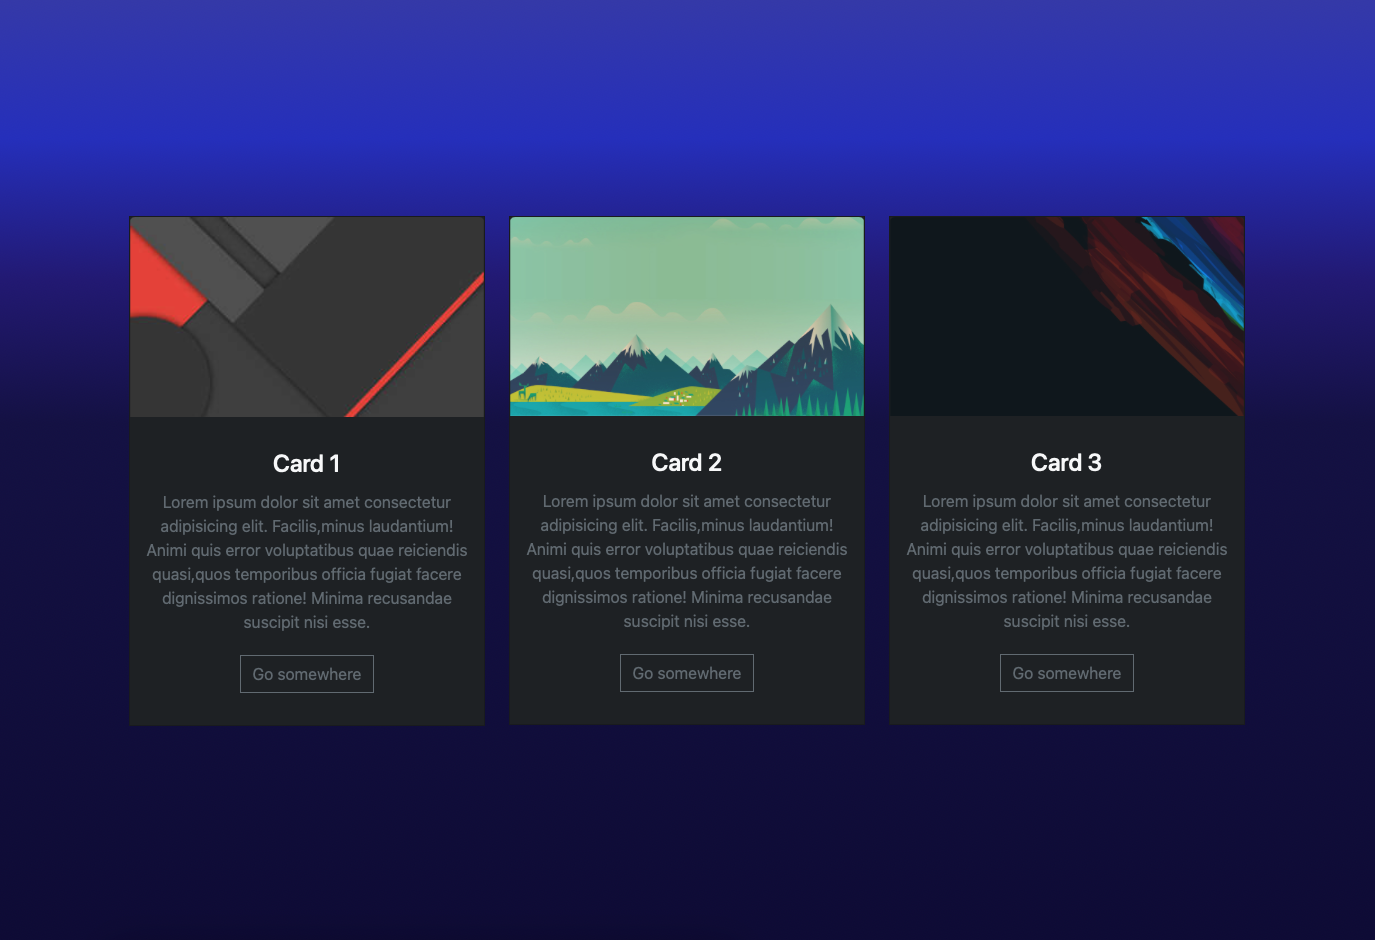 Card 1
Lorem ipsum dolor sit amet consectetur
adipisicing elit. Facilis,minus laudantium!
Animi quis error voluptatibus quae reiciendis
quasi,quos temporibus officia fugiat facere
dignissimos ratione! Minima recusandae
suscipit nisi esse.
Go somewhere
Card 2
Lorem ipsum dolor sit amet consectetur
adipisicing elit. Facilis,minus laudantium!
Animi quis error voluptatibus quae reiciendis
quasi,quos temporibus officia fugiat facere
dignissimos ratione! Minima recusandae
suscipit nisi esse.
Go somewhere
Card 3
Lorem ipsum dolor sit amet consectetur
adipisicing elit. Facilis,minus laudantium!
Animi quis error voluptatibus quae reiciendis
quasi,quos temporibus officia fugiat facere
dignissimos ratione! Minima recusandae
suscipit nisi esse.
Go somewhere